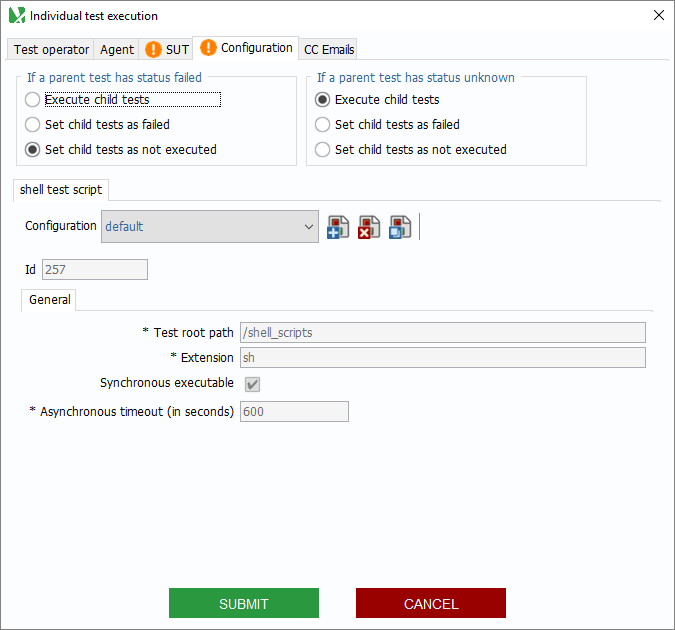 Individual test execution
Test operator Agent SUT Configuration CC Emails
If a parent test has status failed
Execute child tests
Set child tests as failed
Set child tests as not executed
If a parent test has status unknown
Execute child tests
Set child tests as failed
Set child tests as not executed
shell test script
Configuration default
Id 257
General
* Test root path /shell_scripts
* Extension sh
Synchronous executable
* Asynchronous timeout (in seconds) 600
SUBMIT CANCEL